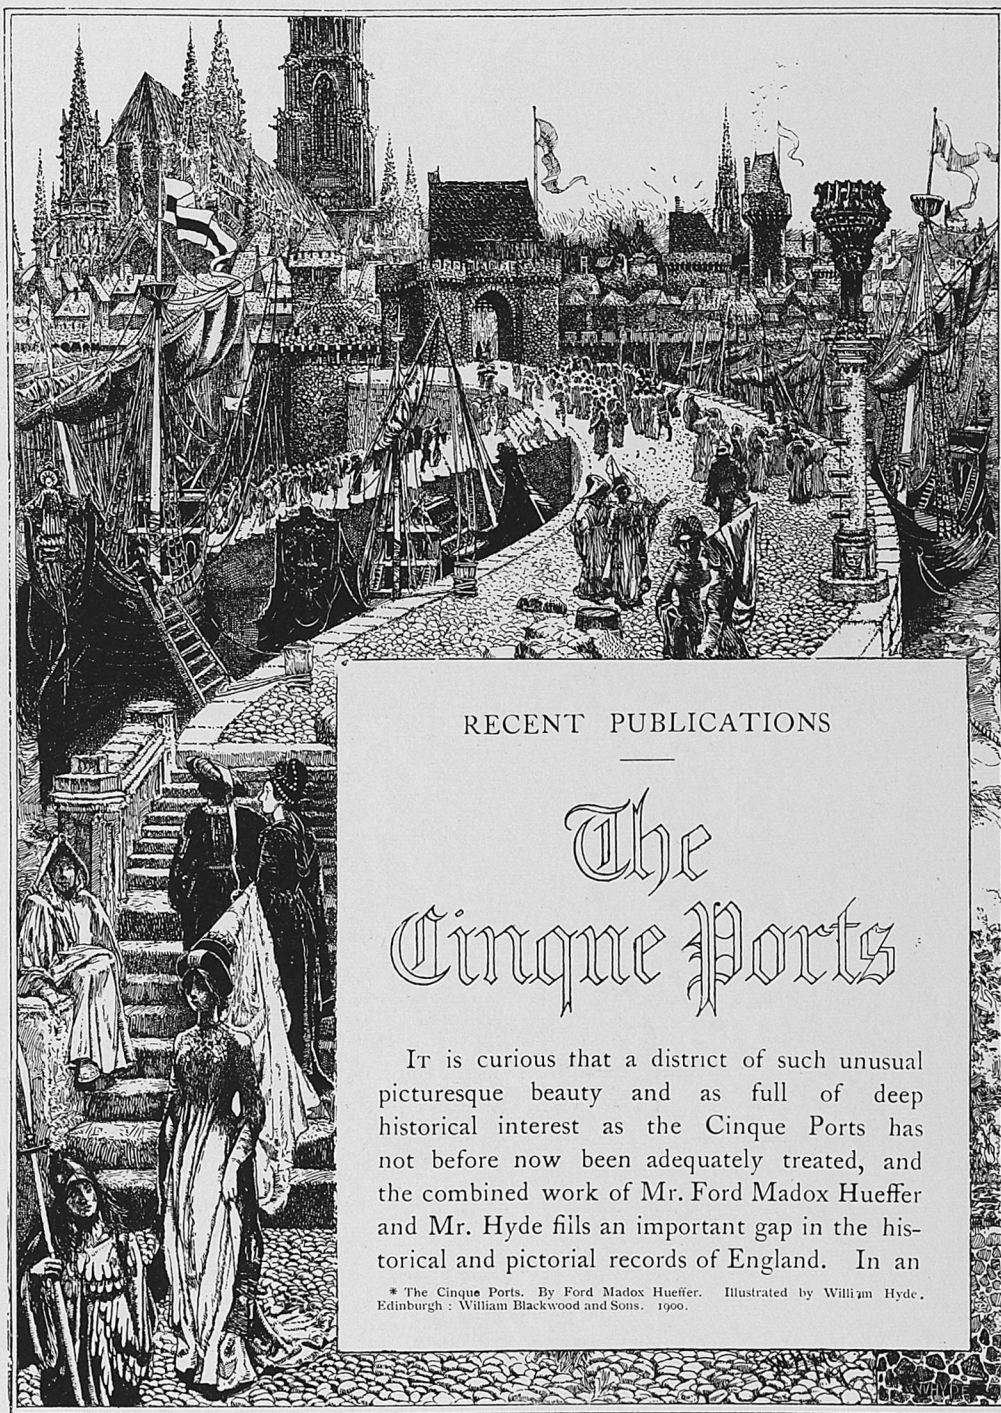 RECENT PUBLICATIONS
The
Cinque Ports
IT is curious that a district of such unusual
picturesque beauty and as full of deep
historical interest as the Cinque Ports has
not before now been adequately treated, and
the combined work of Mr. Ford Madox Hueffer
and Mr. Hyde fills an important gap in the his-
torical and pictorial records of England. In an
* The Cinque Ports. By Ford Madox Hueffer. Illustrated by William Hyde.
Edinburgh : William Blackwood and Sons. 1900.
W HYDE